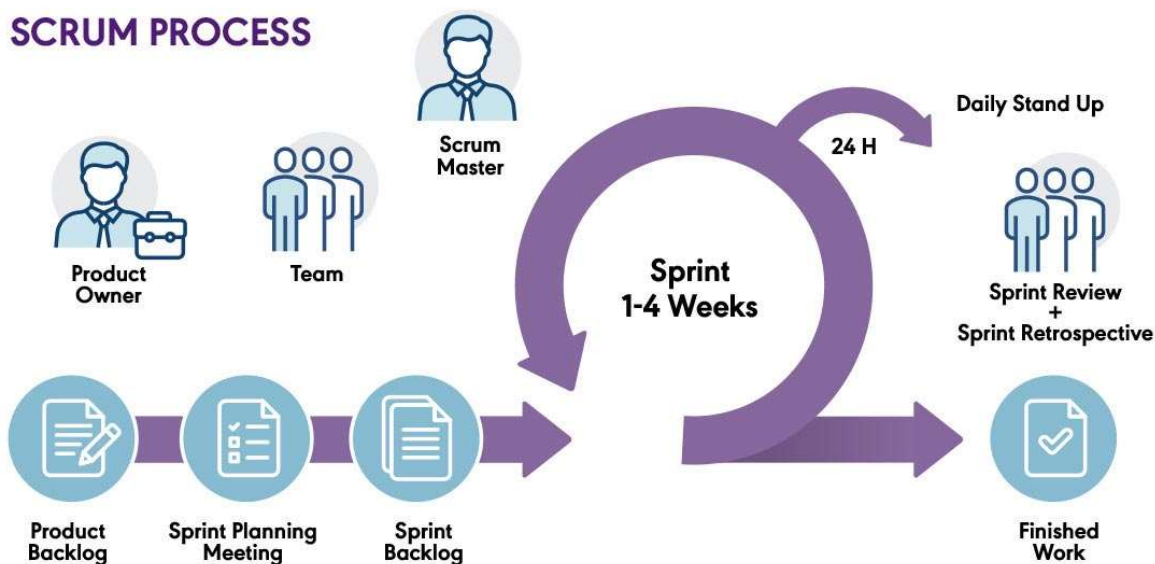 SCRUM PROCESS
Scrum
Master
Product
Owner
Team
Daily Stand Up
24 H
Sprint
1-4 Weeks
Sprint Review
+
Sprint Retrospective
Product
Backlog
Sprint Planning
Meeting
Sprint
Backlog
Finished
Work